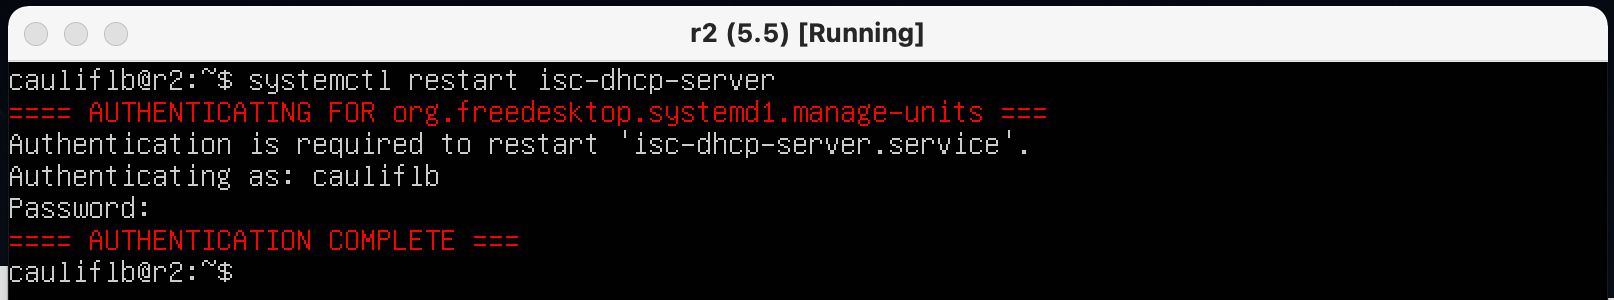 r2 (5.5) [Running]
cauliflb@r2:~$ systemctl restart isc-dhcp-server
==== AUTHENTICATING FOR org.freedesktop.systemd1.manage-units ===
Authentication is required to restart 'isc-dhcp-server.service'.
Authenticating as: cauliflb
Password:
==== AUTHENTICATION COMPLETE ===
cauliflb@r2:~$